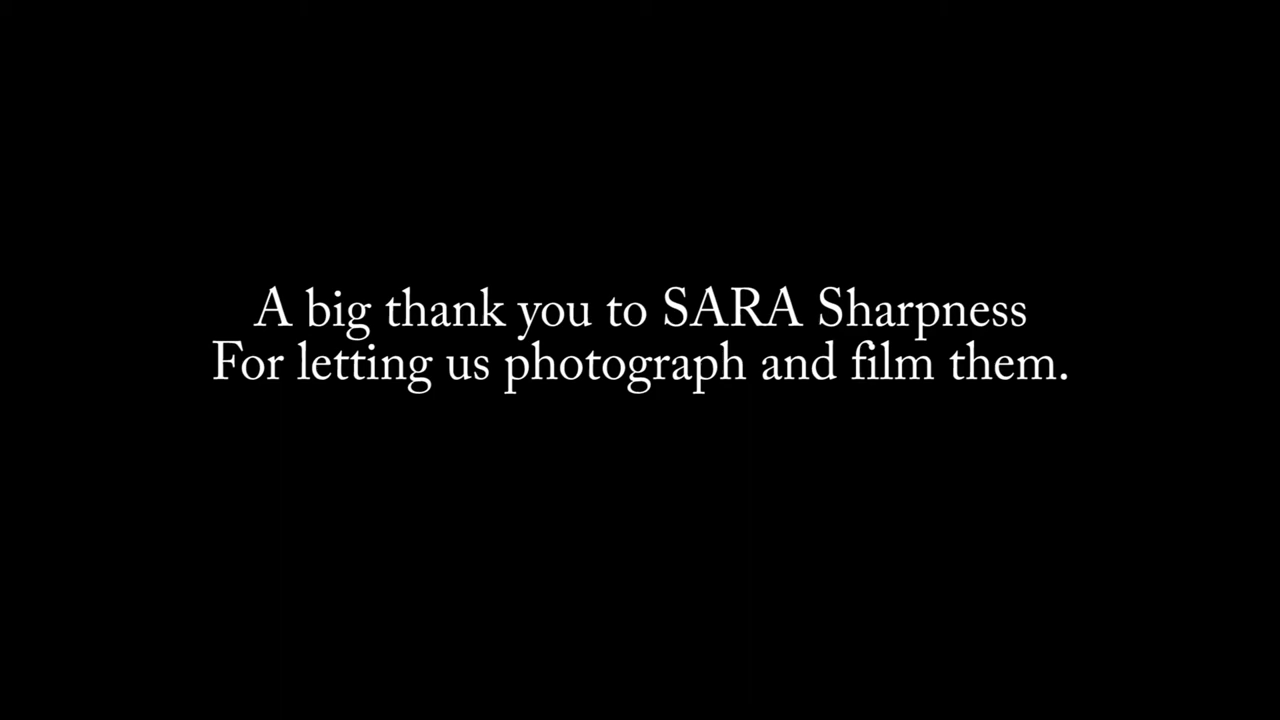 A big thank you to SARA Sharpness
For letting us photograph and film them.